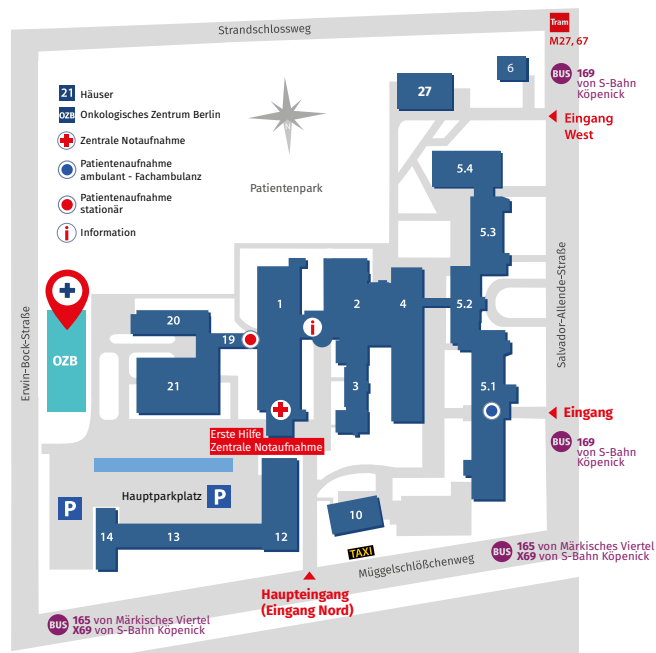 Strandschlossweg
Tram
M27, 67
BUS 169
von S-Bahn
Köpenick
Eingang
West
21 Häuser
OZB Onkologisches Zentrum Berlin
Zentrale Notaufnahme
Patientenaufnahme
ambulant - Fachambulanz
Patientenaufnahme
stationär
i Information
N
Patientenpark
6
27
5.4
5.3
5.2
5.1
1
2
3
4
i
20
19
21
OZB
Erwin-Bock-Straße
Salvador-Allende-Straße
Eingang
BUS 169
von S-Bahn
Köpenick
Erste Hilfe
Zentrale Notaufnahme
Hauptparkplatz P
P
14
13
12
10
TAXI
Müggelschlößchenweg
BUS 165 von Märkisches Viertel
X69 von S-Bahn Köpenick
Haupteingang
(Eingang Nord)
BUS 165 von Märkisches Viertel
X69 von S-Bahn Köpenick